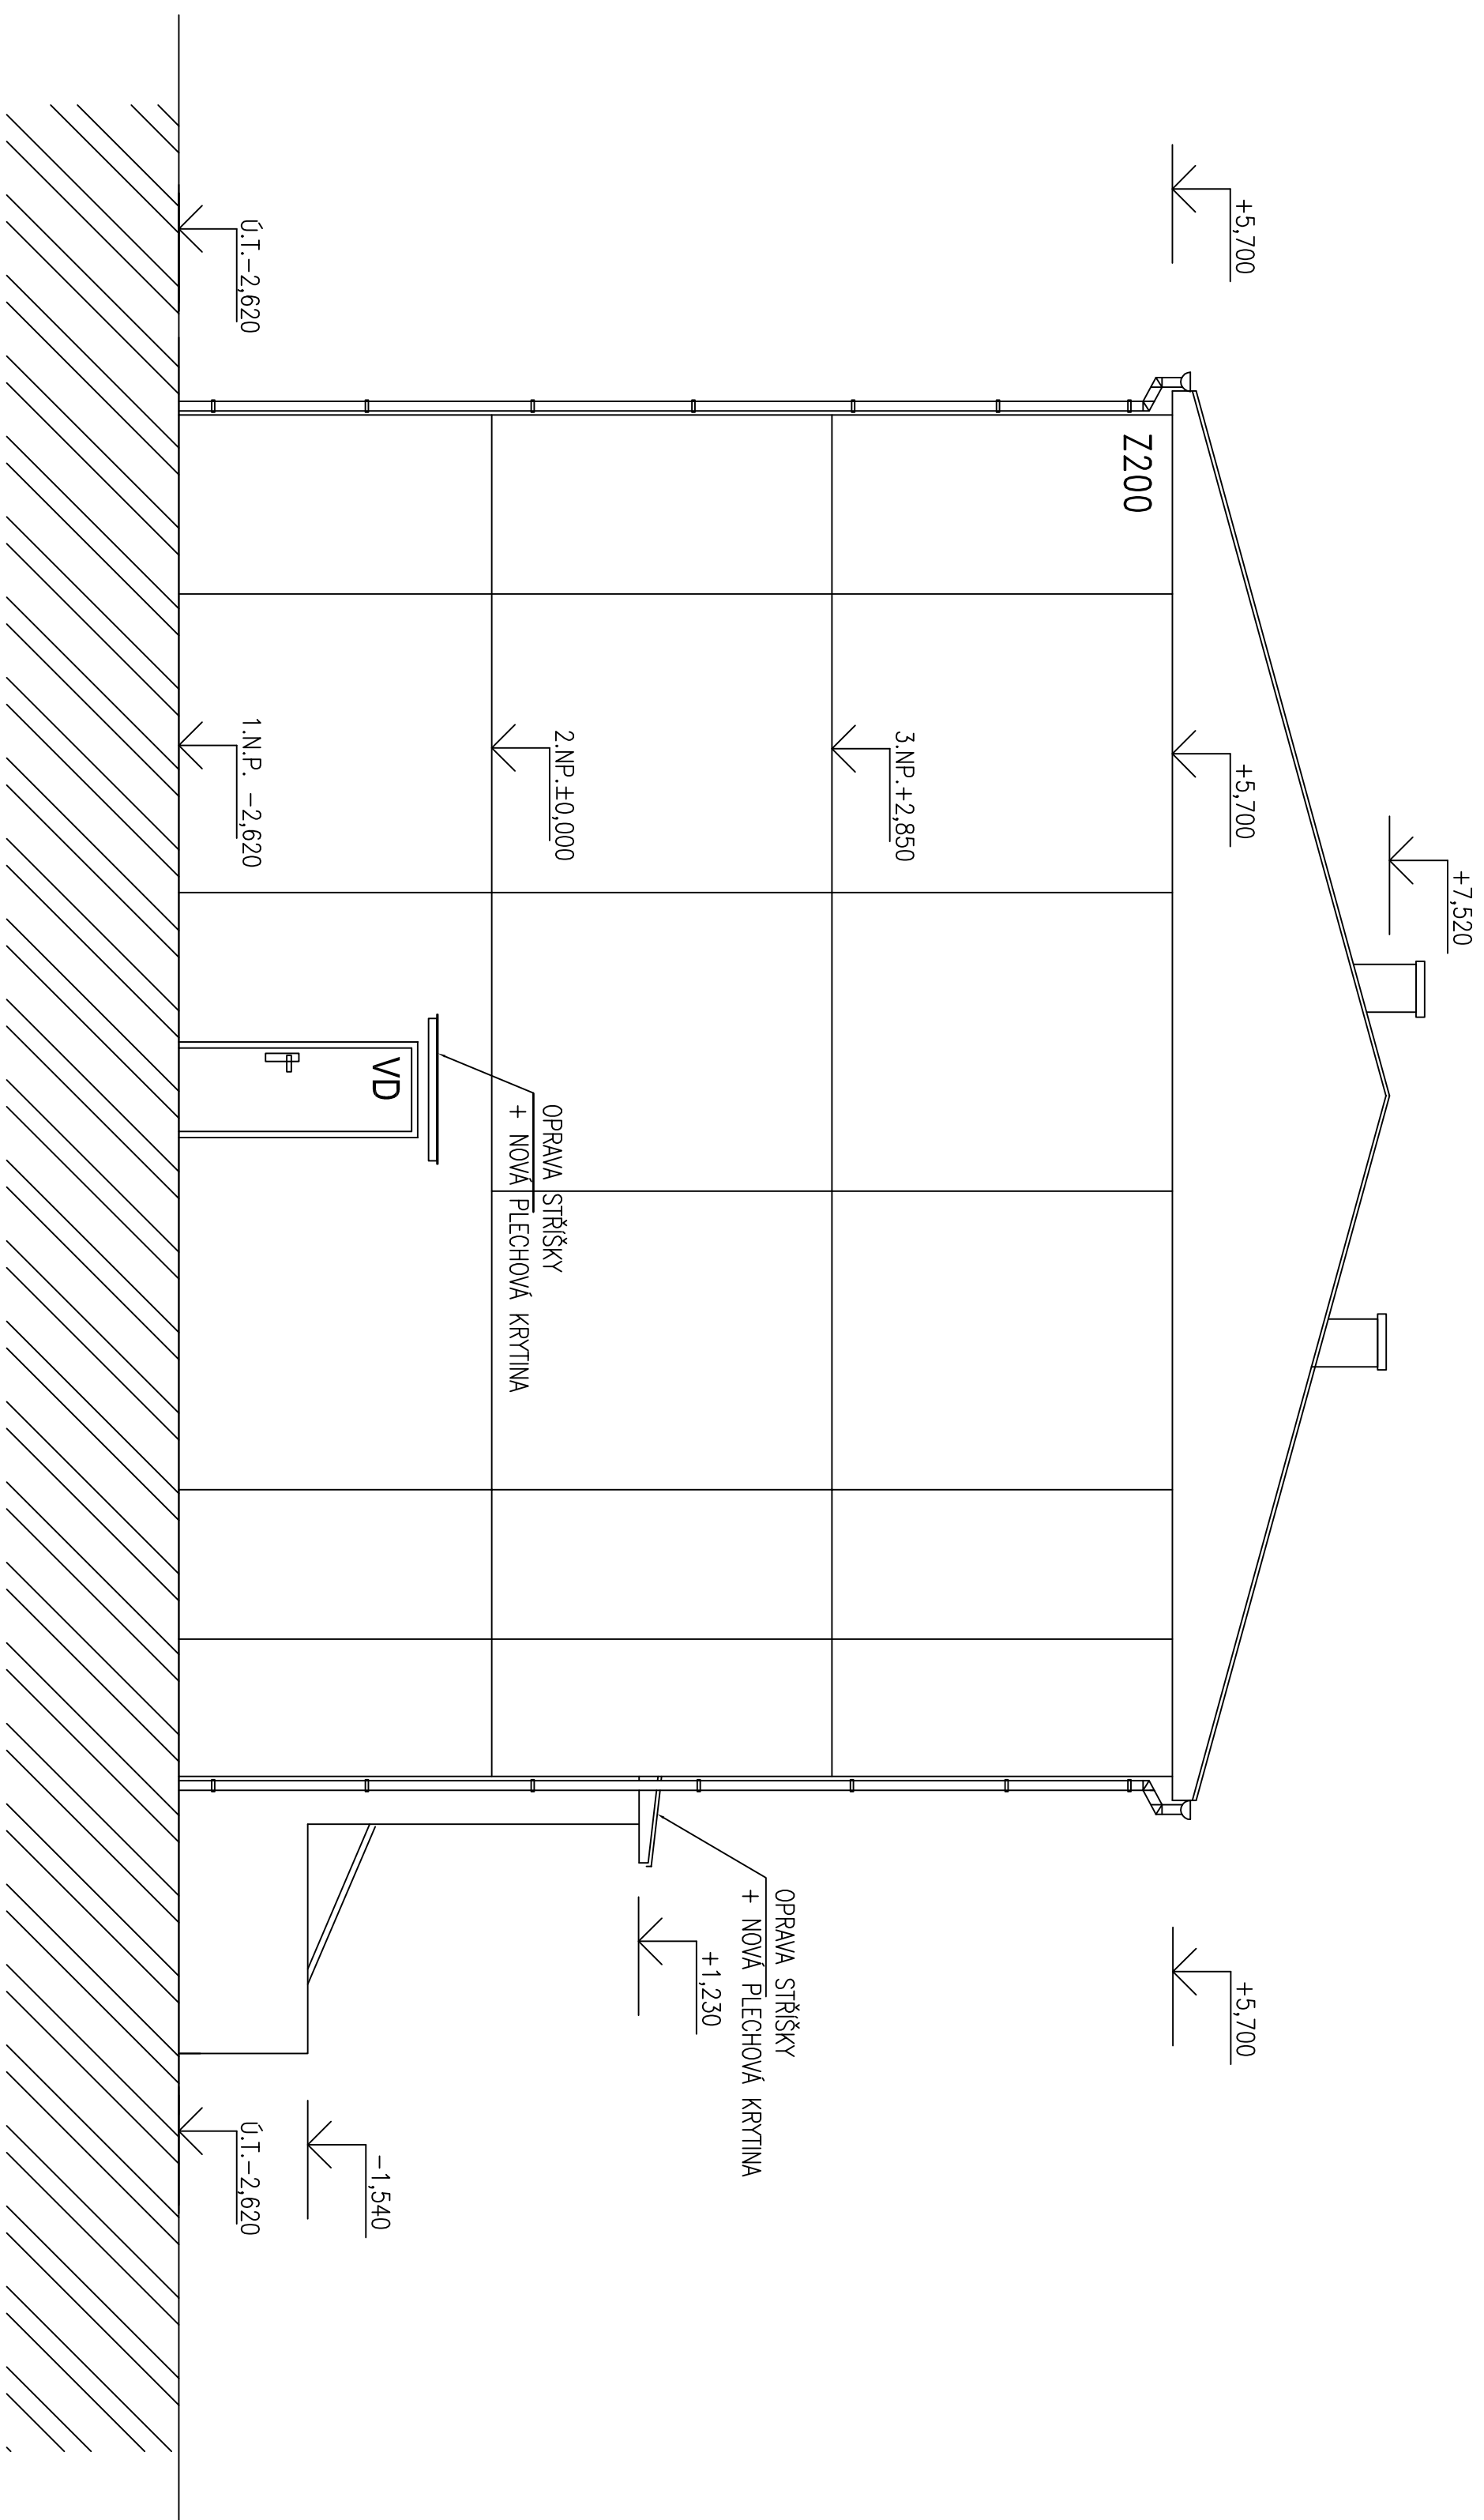 +7,520
+5,700
+5,700
+5,700
Z200
3.NP.+2,850
OPRAVA STŘÍŠKY
+ NOVÁ PLECHOVÁ KRYTINA
+1,230
2.NP.±0,000
OPRAVA STŘÍŠKY
+ NOVÁ PLECHOVÁ KRYTINA
VD
-1,540
Ú.T.-2,620
1.N.P. -2,620
Ú.T.-2,620